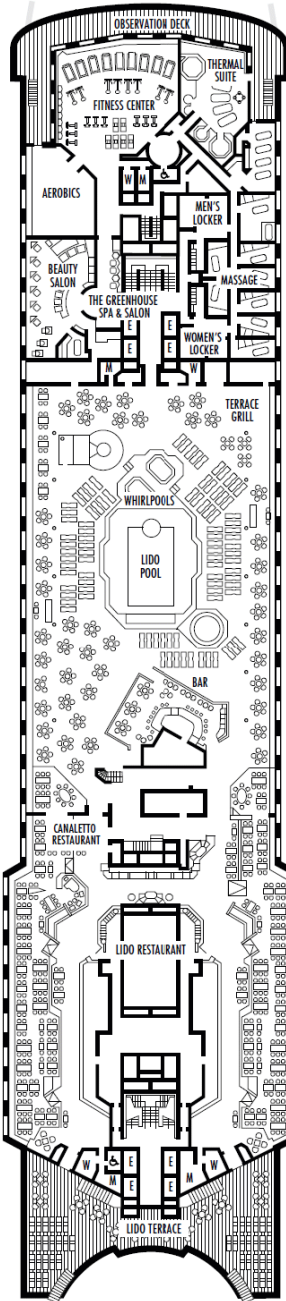 OBSERVATION DECK
THERMAL
SUITE
FITNESS CENTER
W M
AEROBICS
MEN'S
LOCKER
BEAUTY
SALON
MASSAGE
THE GREENHOUSE
SPA & SALON
E E
E E
WOMEN'S
LOCKER
M W
TERRACE
GRILL
WHIRLPOOLS
LIDO
POOL
BAR
CANALETTO
RESTAURANT
LIDO RESTAURANT
W E E W
M E E M
LIDO TERRACE